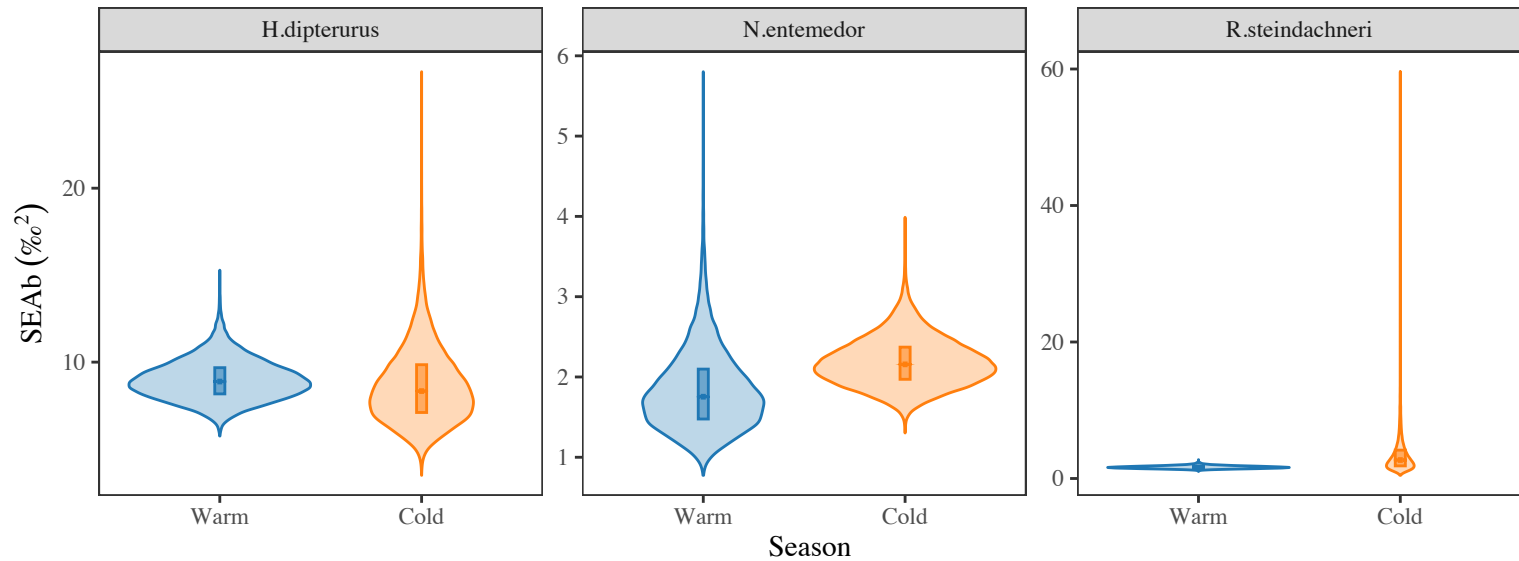 H.dipterurus
N.entemedor
R.steindachneri
SEAb (‰²)
20
10
6
5
4
3
2
1
60
40
20
0
Warm
Cold
Warm
Cold
Warm
Cold
Season